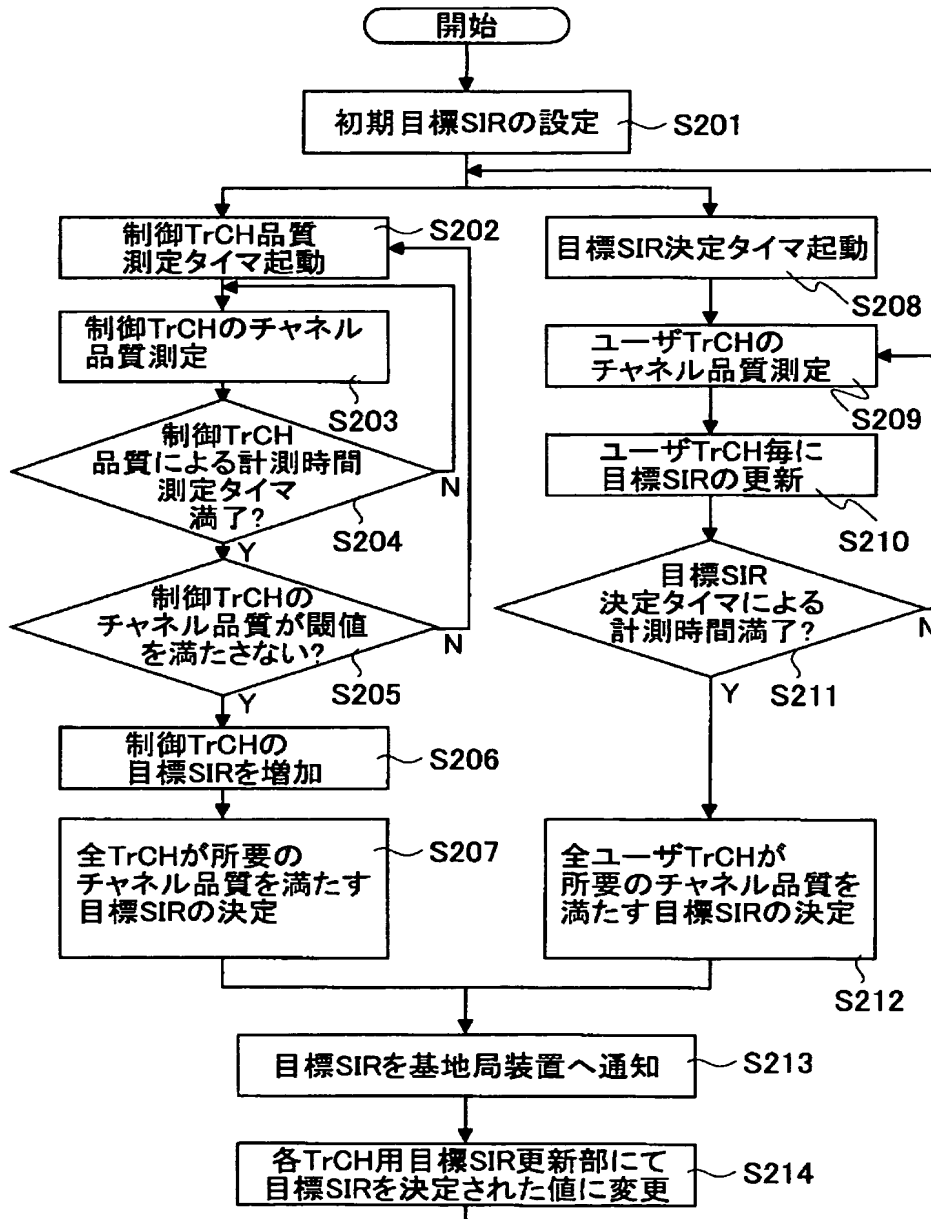 開始
初期目標SIRの設定
S201
制御TrCH品質
測定タイマ起動
S202
制御TrCHのチャネル
品質測定
S203
制御TrCH
品質による計測時間
測定タイマ
満了?
N
S204
Y
制御TrCHの
チャネル品質が閾値
を満たさない?
N
S205
Y
制御TrCHの
目標SIRを増加
S206
全TrCHが所要の
チャネル品質を満たす
目標SIRの決定
S207
目標SIR決定タイマ起動
S208
ユーザTrCHの
チャネル品質測定
S209
ユーザTrCH毎に
目標SIRの更新
S210
目標SIR
決定タイマによる
計測時間満了?
N
S211
Y
全ユーザTrCHが
所要のチャネル品質を
満たす目標SIRの決定
S212
目標SIRを基地局装置へ通知
S213
各TrCH用目標SIR更新部にて
目標SIRを決定された値に変更
S214